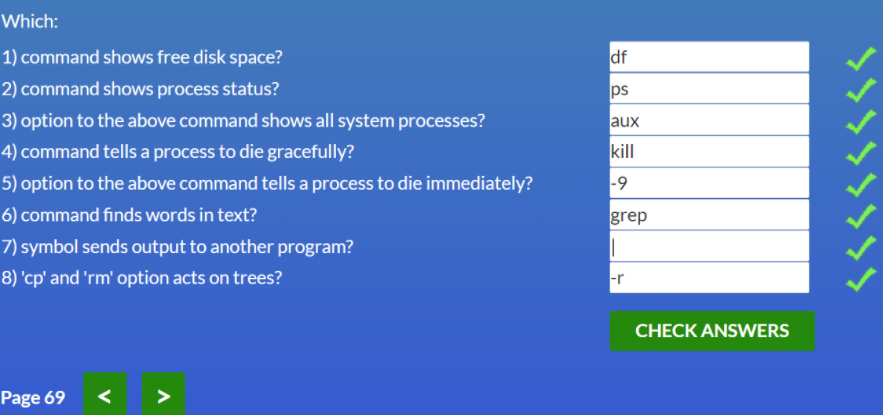 Which:
1) command shows free disk space? df
2) command shows process status? ps
3) option to the above command shows all system processes? aux
4) command tells a process to die gracefully? kill
5) option to the above command tells a process to die immediately? -9
6) command finds words in text? grep
7) symbol sends output to another program? |
8) 'cp' and 'rm' option acts on trees? -r
CHECK ANSWERS
Page 69 < >